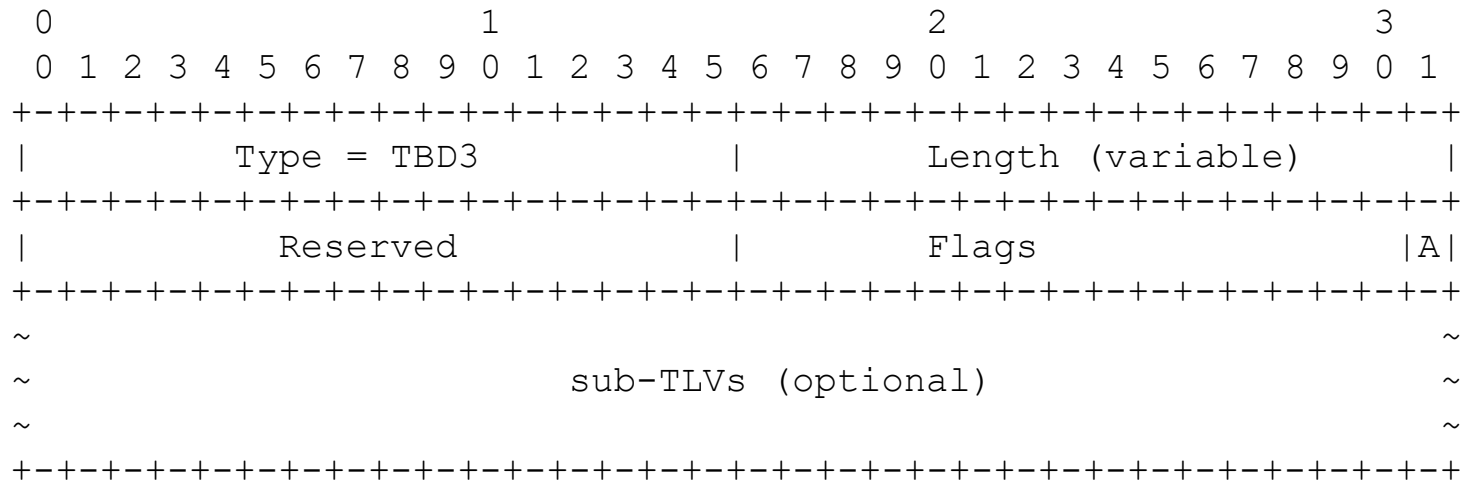 0                   1                   2                   3
 0 1 2 3 4 5 6 7 8 9 0 1 2 3 4 5 6 7 8 9 0 1 2 3 4 5 6 7 8 9 0 1
+-+-+-+-+-+-+-+-+-+-+-+-+-+-+-+-+-+-+-+-+-+-+-+-+-+-+-+-+-+-+-+-+
|         Type = TBD3           |        Length (variable)      |
+-+-+-+-+-+-+-+-+-+-+-+-+-+-+-+-+-+-+-+-+-+-+-+-+-+-+-+-+-+-+-+-+
|           Reserved            |        Flags                |A|
+-+-+-+-+-+-+-+-+-+-+-+-+-+-+-+-+-+-+-+-+-+-+-+-+-+-+-+-+-+-+-+-+
~                                                               ~
~                        sub-TLVs (optional)                    ~
~                                                               ~
+-+-+-+-+-+-+-+-+-+-+-+-+-+-+-+-+-+-+-+-+-+-+-+-+-+-+-+-+-+-+-+-+